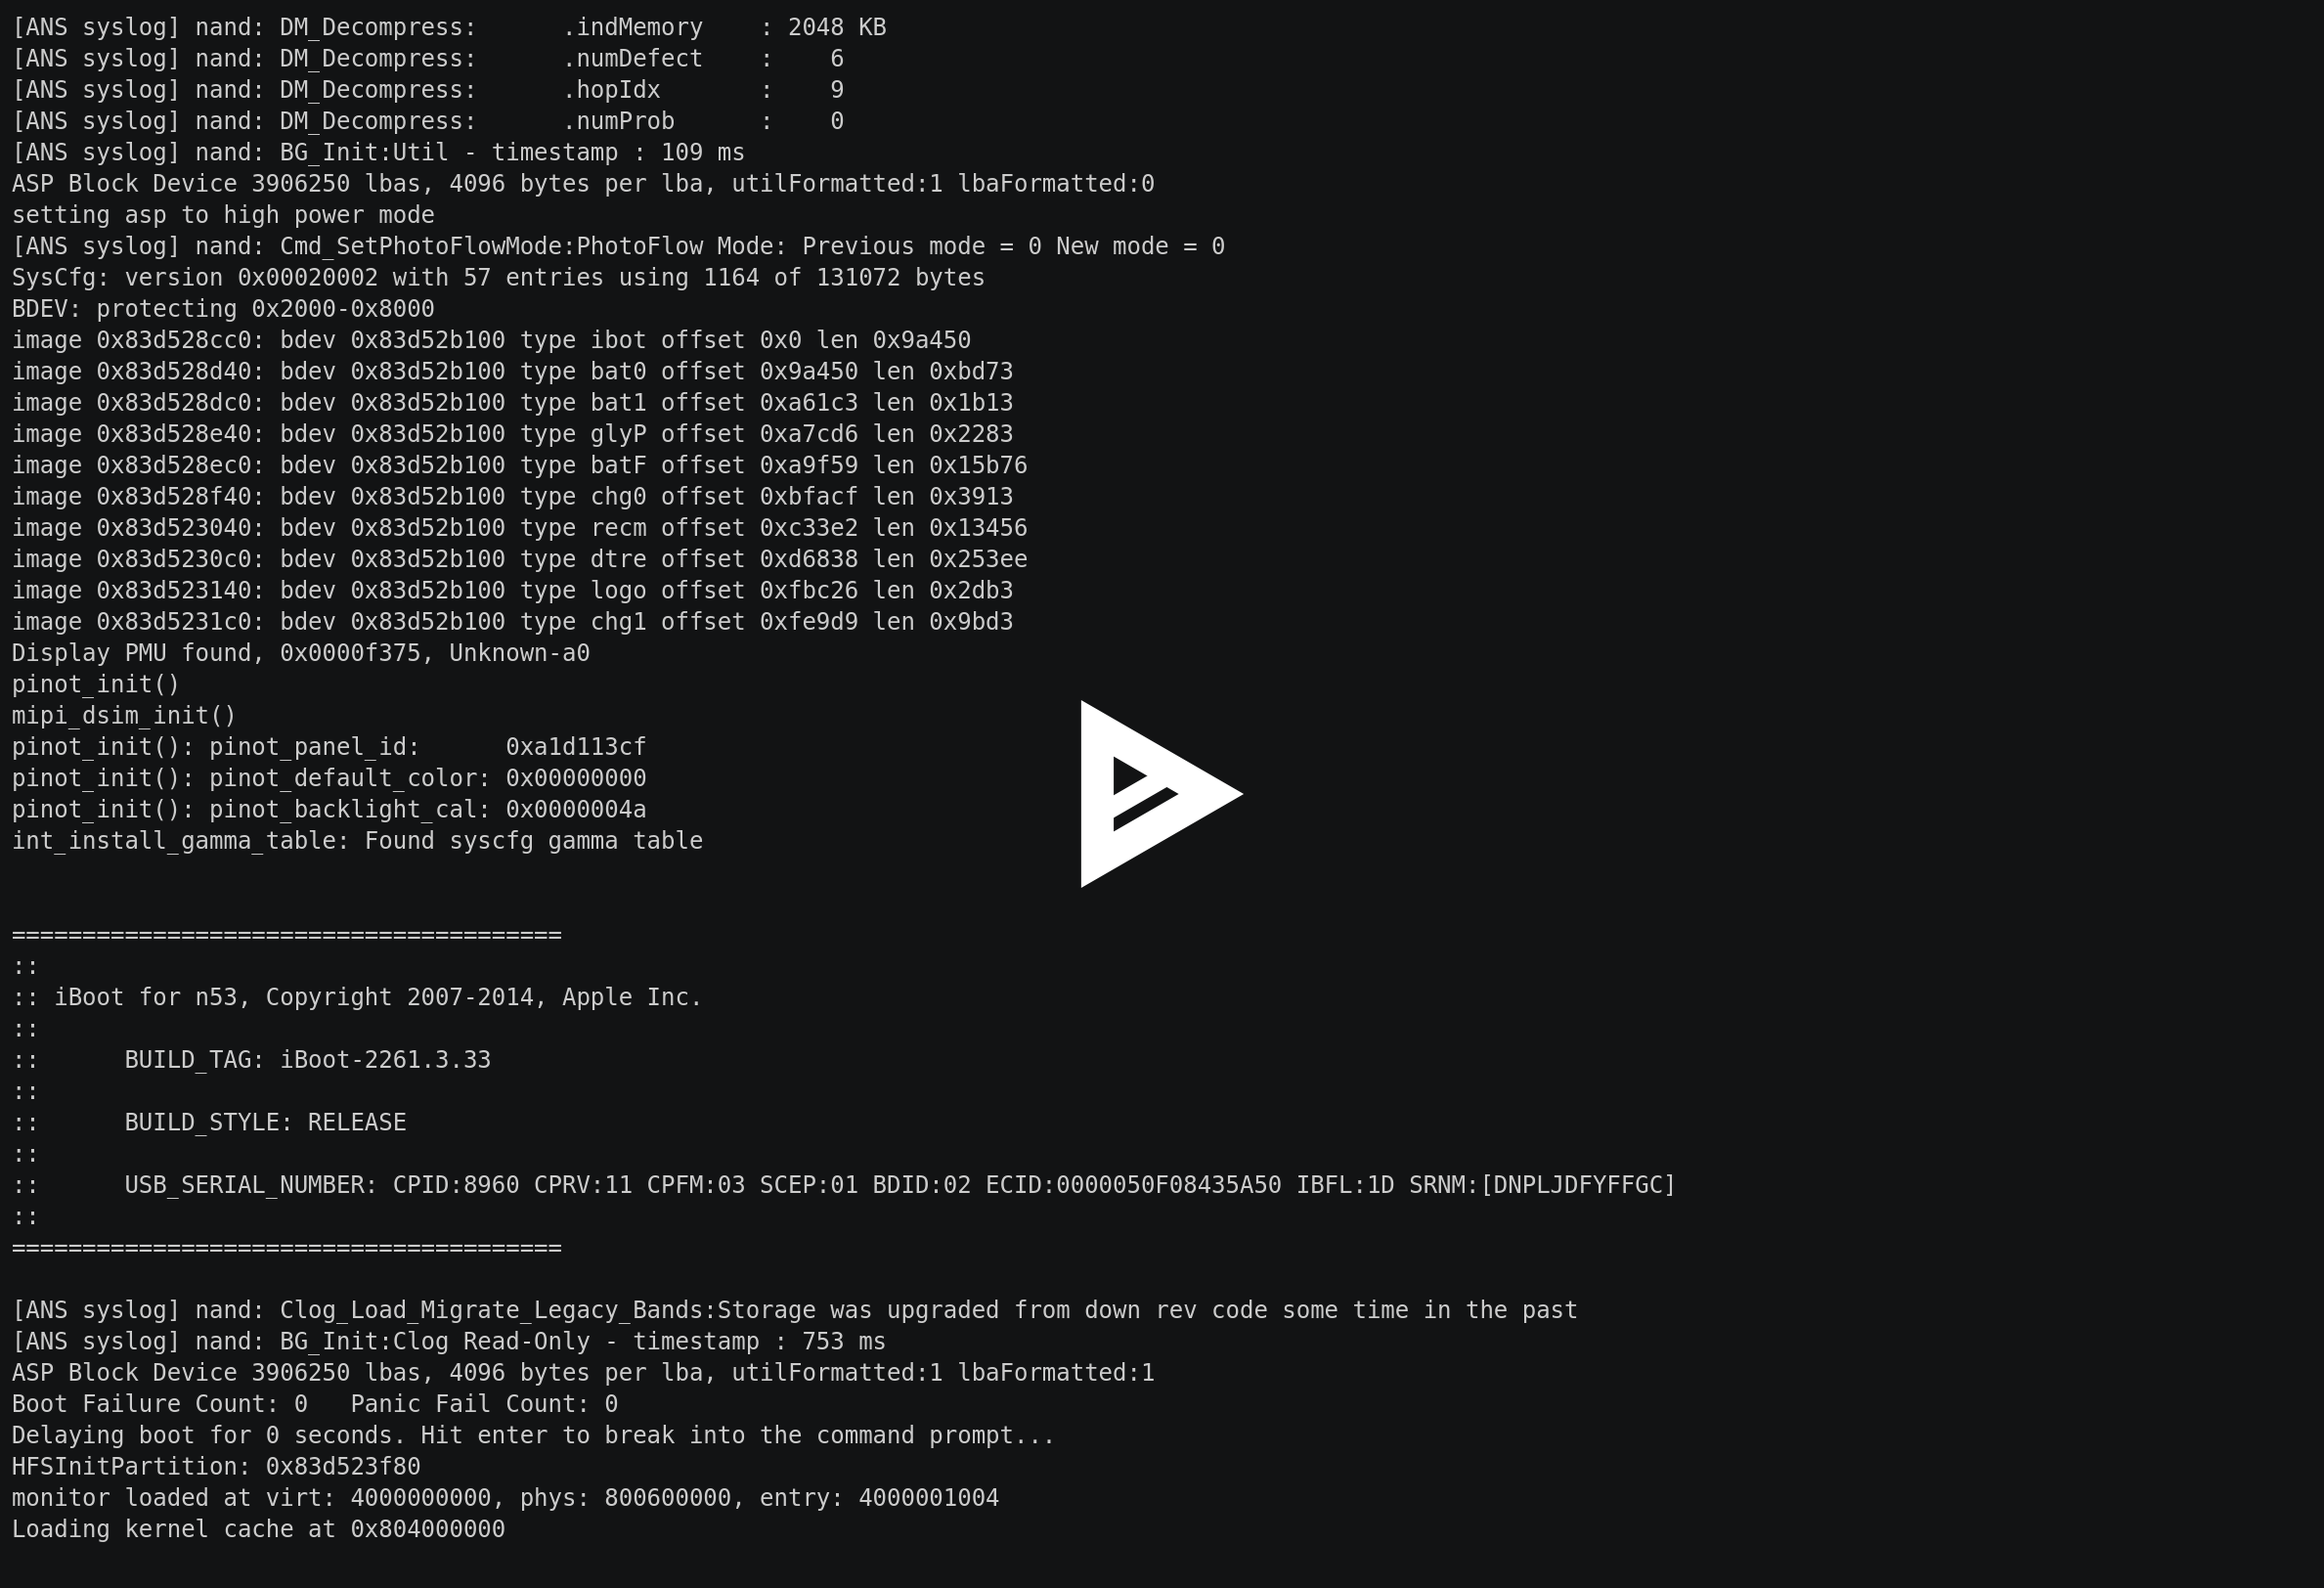 [ANS syslog] nand: DM_Decompress:      .indMemory    : 2048 KB
[ANS syslog] nand: DM_Decompress:      .numDefect    :    6
[ANS syslog] nand: DM_Decompress:      .hopIdx       :    9
[ANS syslog] nand: DM_Decompress:      .numProb      :    0
[ANS syslog] nand: BG_Init:Util - timestamp : 109 ms
ASP Block Device 3906250 lbas, 4096 bytes per lba, utilFormatted:1 lbaFormatted:0
setting asp to high power mode
[ANS syslog] nand: Cmd_SetPhotoFlowMode:PhotoFlow Mode: Previous mode = 0 New mode = 0
SysCfg: version 0x00020002 with 57 entries using 1164 of 131072 bytes
BDEV: protecting 0x2000-0x8000
image 0x83d528cc0: bdev 0x83d52b100 type ibot offset 0x0 len 0x9a450
image 0x83d528d40: bdev 0x83d52b100 type bat0 offset 0x9a450 len 0xbd73
image 0x83d528dc0: bdev 0x83d52b100 type bat1 offset 0xa61c3 len 0x1b13
image 0x83d528e40: bdev 0x83d52b100 type glyP offset 0xa7cd6 len 0x2283
image 0x83d528ec0: bdev 0x83d52b100 type batF offset 0xa9f59 len 0x15b76
image 0x83d528f40: bdev 0x83d52b100 type chg0 offset 0xbfacf len 0x3913
image 0x83d523040: bdev 0x83d52b100 type recm offset 0xc33e2 len 0x13456
image 0x83d5230c0: bdev 0x83d52b100 type dtre offset 0xd6838 len 0x253ee
image 0x83d523140: bdev 0x83d52b100 type logo offset 0xfbc26 len 0x2db3
image 0x83d5231c0: bdev 0x83d52b100 type chg1 offset 0xfe9d9 len 0x9bd3
Display PMU found, 0x0000f375, Unknown-a0
pinot_init()
mipi_dsim_init()
pinot_init(): pinot_panel_id:      0xa1d113cf
pinot_init(): pinot_default_color: 0x00000000
pinot_init(): pinot_backlight_cal: 0x0000004a
int_install_gamma_table: Found syscfg gamma table
=======================================
::
:: iBoot for n53, Copyright 2007-2014, Apple Inc.
::
::      BUILD_TAG: iBoot-2261.3.33
::
::      BUILD_STYLE: RELEASE
::
::      USB_SERIAL_NUMBER: CPID:8960 CPRV:11 CPFM:03 SCEP:01 BDID:02 ECID:0000050F08435A50 IBFL:1D SRNM:[DNPLJDFYFFGC]
::
=======================================
[ANS syslog] nand: Clog_Load_Migrate_Legacy_Bands:Storage was upgraded from down rev code some time in the past
[ANS syslog] nand: BG_Init:Clog Read-Only - timestamp : 753 ms
ASP Block Device 3906250 lbas, 4096 bytes per lba, utilFormatted:1 lbaFormatted:1
Boot Failure Count: 0   Panic Fail Count: 0
Delaying boot for 0 seconds. Hit enter to break into the command prompt...
HFSInitPartition: 0x83d523f80
monitor loaded at virt: 4000000000, phys: 800600000, entry: 4000001004
Loading kernel cache at 0x804000000